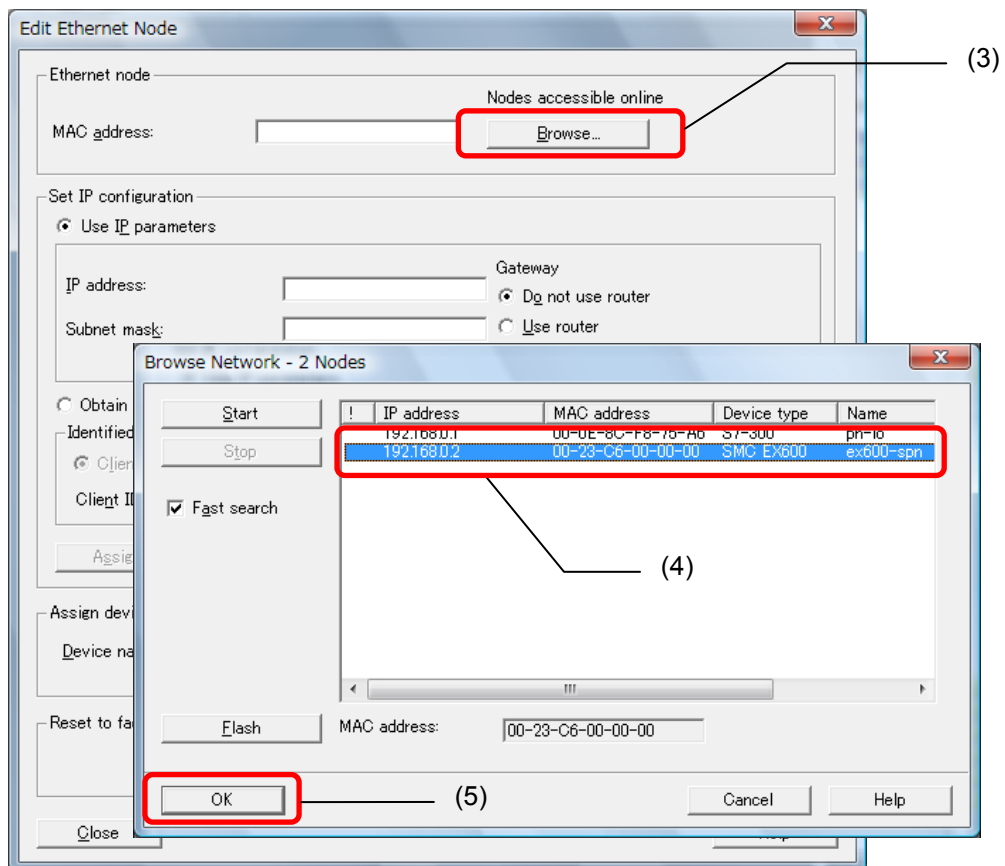 Edit Ethernet Node
Ethernet node
(3)
Nodes accessible online
MAC address:
Browse...
Set IP configuration
Use IP parameters
Gateway
IP address:
Do not use router
Subnet mask:
Use router
Browse Network - 2 Nodes
Obtain
Start
! IP address MAC address Device type Name
Identified
192.168.0.1 00-0E-8C-F8-75-A6 S7-300 pn-io
Stop
192.168.0.2 00-23-C6-00-00-00 SMC EX600 ex600-spn
Clien
Client ID
Fast search
Assig
(4)
Assign devi
Device na
Reset to fa
Flash
MAC address:
00-23-C6-00-00-00
OK
(5)
Cancel
Help
Close